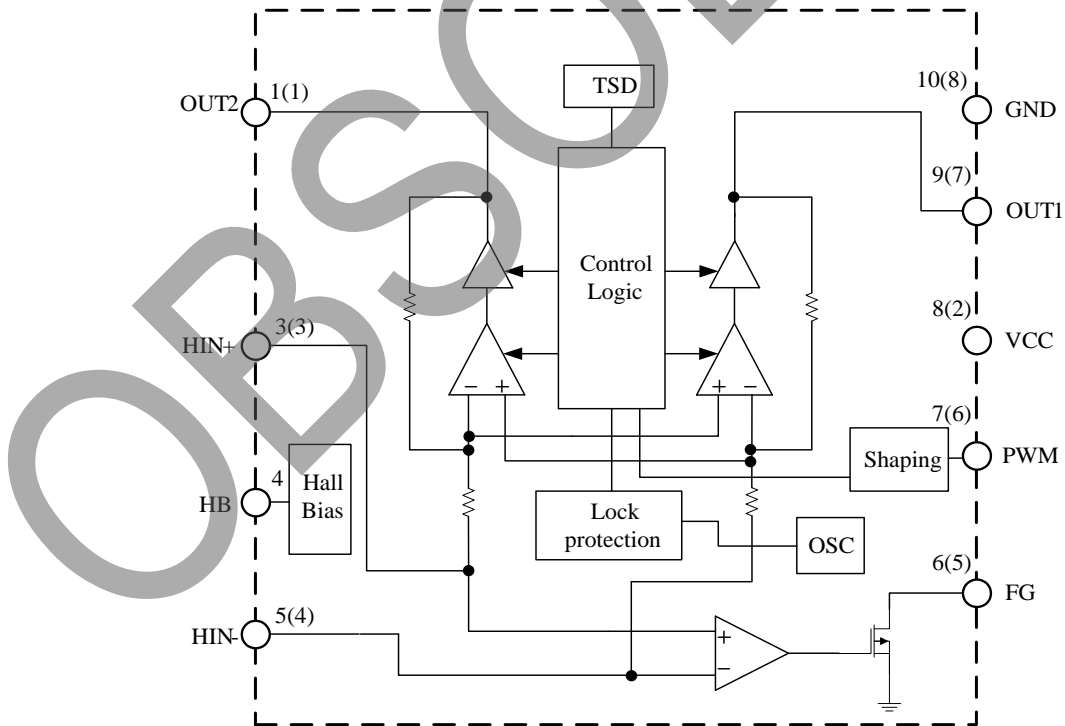 OBSOL
TSD
1(1)
OUT2
10(8)
GND
9(7)
OUT1
Control
Logic
3(3)
HIN+
8(2)
VCC
−
+
+
−
7(6)
Shaping
PWM
4
HB
Hall
Bias
Lock
protection
OSC
6(5)
FG
5(4)
HIN-
+
−